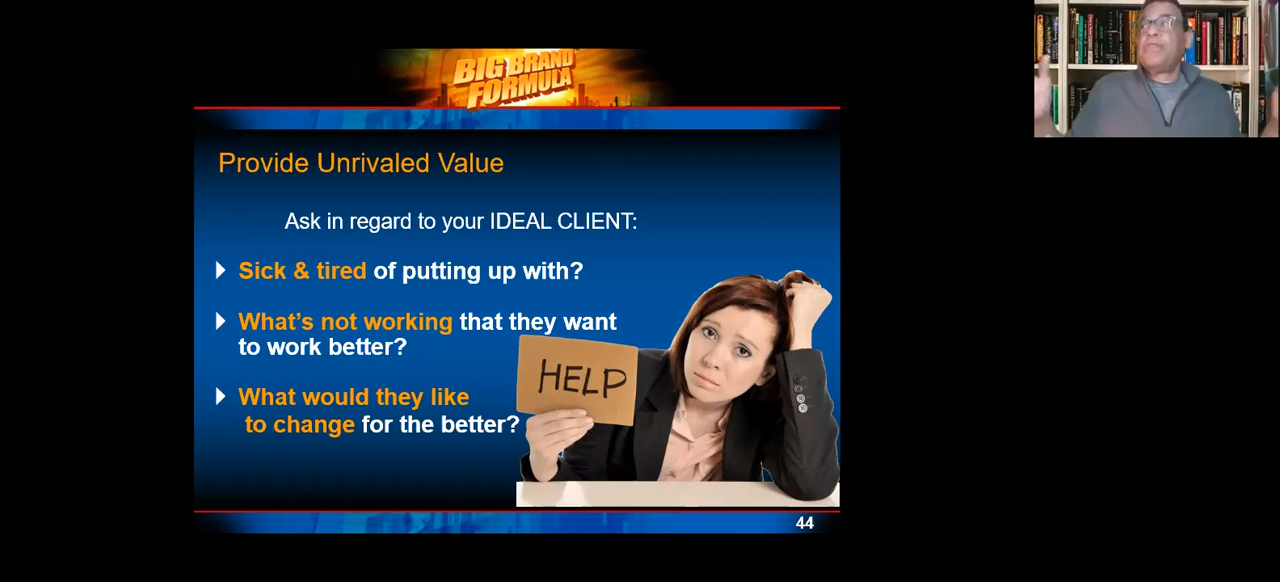 BIG BRAND
FORMULA
Provide Unrivaled Value
Ask in regard to your IDEAL CLIENT:
Sick & tired of putting up with?
What's not working that they want
to work better?
What would they like
to change for the better?
HELP
44